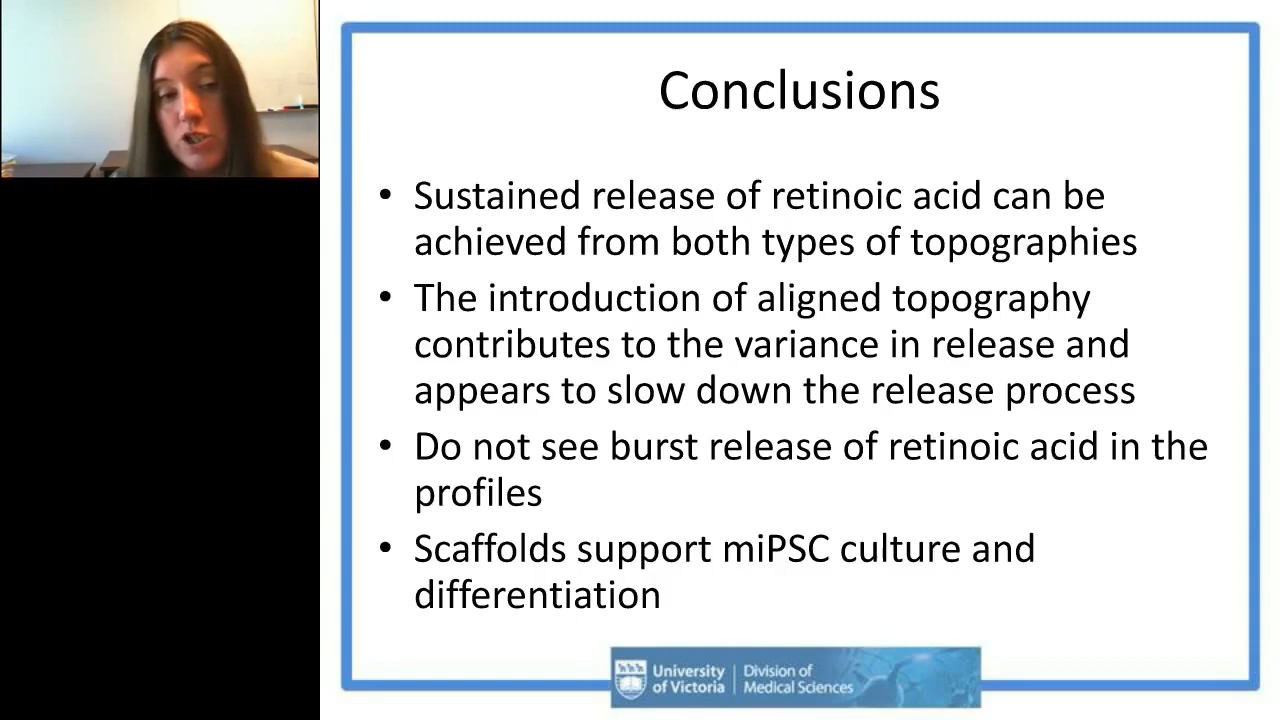 Conclusions
• Sustained release of retinoic acid can be
achieved from both types of topographies
• The introduction of aligned topography
contributes to the variance in release and
appears to slow down the release process
• Do not see burst release of retinoic acid in the
profiles
• Scaffolds support miPSC culture and
differentiation
University
of Victoria
Division of
Medical Sciences